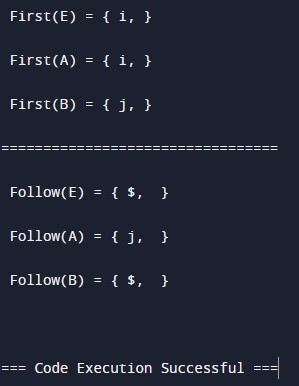 First(E) = { i, }
First(A) = { i, }
First(B) = { j, }
=================================
Follow(E) = { $,  }
Follow(A) = { j,  }
Follow(B) = { $,  }
=== Code Execution Successful ===